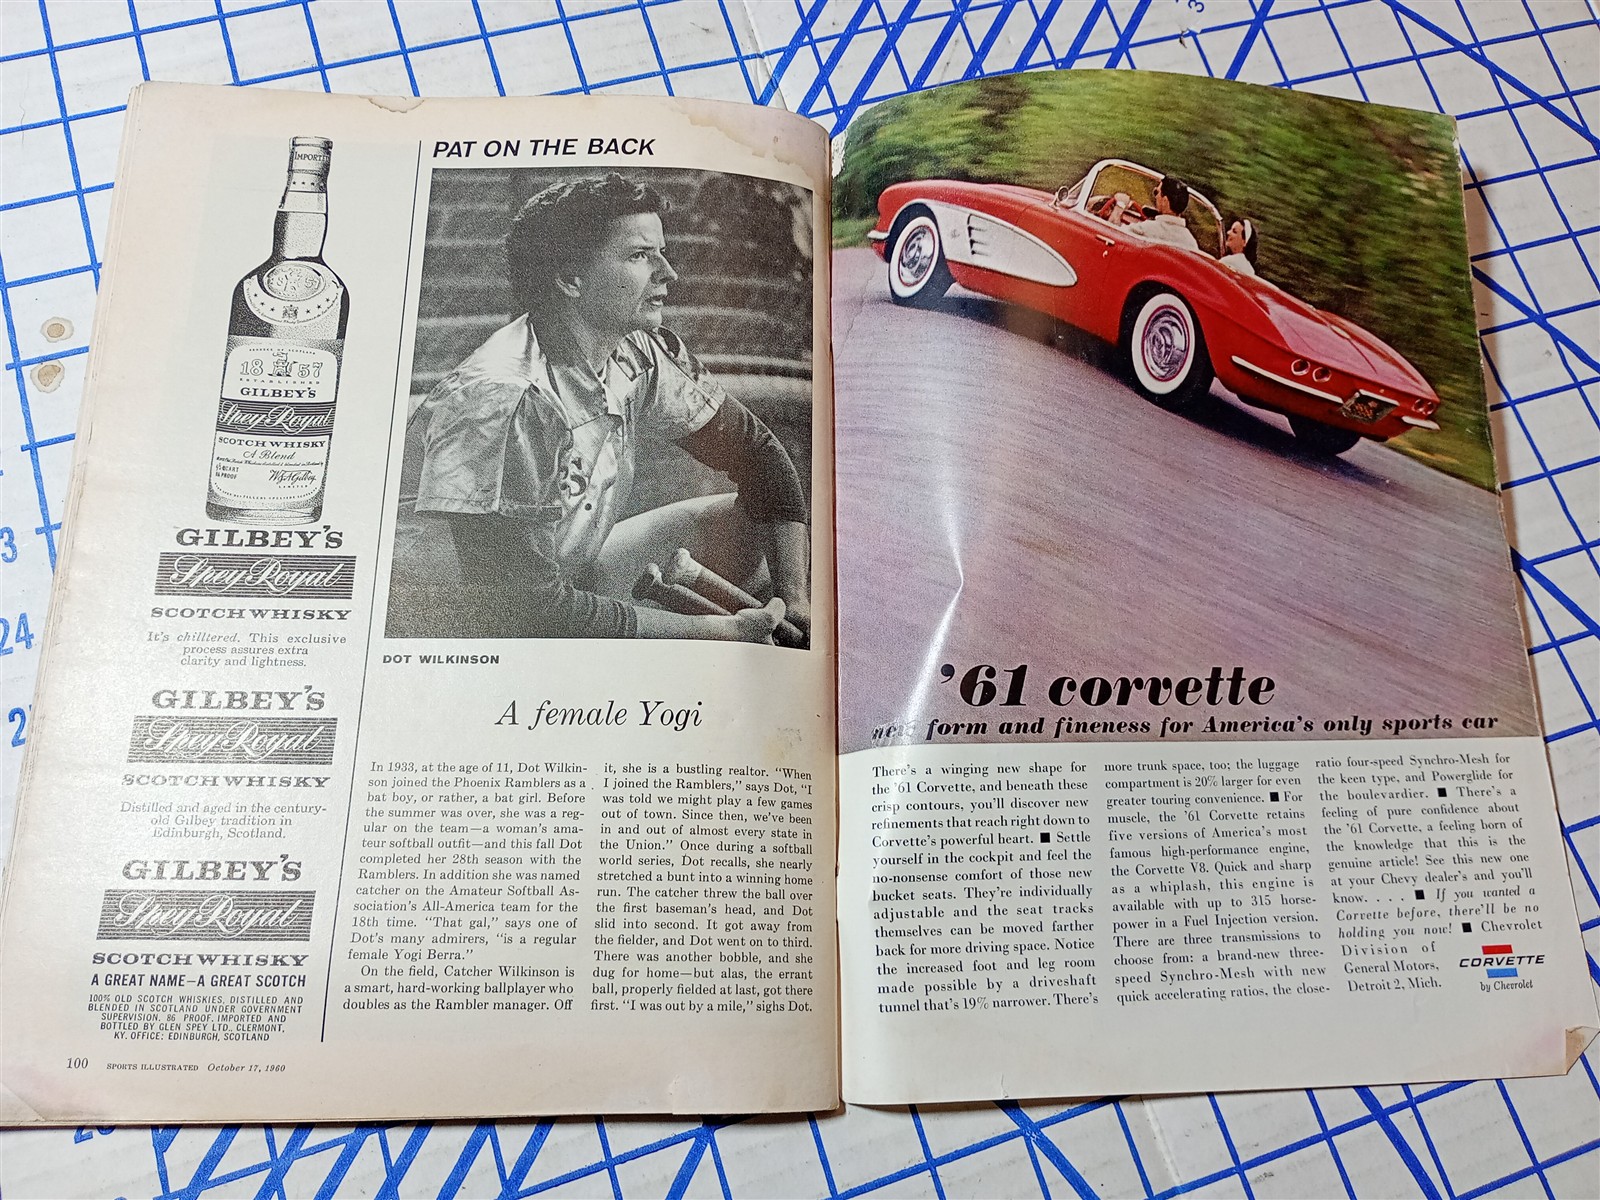 IMPORTED
1857
18 57
ESTABLISHED
GILBEY'S
Spey Royal
SCOTCH WHISKY
A Blend
4/5 QUART
86 PROOF
W&A Gilbey
LIMITED
GILBEY'S
Spey Royal
SCOTCH WHISKY
It's chilltered. This exclusive
process assures extra
clarity and lightness.
GILBEY'S
Spey Royal
SCOTCH WHISKY
Distilled and aged in the century-
old Gilbey tradition in
Edinburgh, Scotland.
GILBEY'S
Spey Royal
SCOTCH WHISKY
A GREAT NAME—A GREAT SCOTCH
100% OLD SCOTCH WHISKIES, DISTILLED AND
BLENDED IN SCOTLAND UNDER GOVERNMENT
SUPERVISION. 86 PROOF. IMPORTED AND
BOTTLED BY GLEN SPEY LTD., CLERMONT,
KY. OFFICE: EDINBURGH, SCOTLAND
100 SPORTS ILLUSTRATED October 17, 1960
PAT ON THE BACK
DOT WILKINSON
A female Yogi
In 1933, at the age of 11, Dot Wilkin-
son joined the Phoenix Ramblers as a
bat boy, or rather, a bat girl. Before
the summer was over, she was a reg-
ular on the team—a woman's ama-
teur softball outfit—and this fall Dot
completed her 28th season with the
Ramblers. In addition she was named
catcher on the Amateur Softball As-
sociation's All-America team for the
18th time. "That gal," says one of
Dot's many admirers, "is a regular
female Yogi Berra."
On the field, Catcher Wilkinson is
a smart, hard-working ballplayer who
doubles as the Rambler manager. Off
it, she is a bustling realtor. "When
I joined the Ramblers," says Dot, "I
was told we might play a few games
out of town. Since then, we've been
in and out of almost every state in
the Union." Once during a softball
world series, Dot recalls, she nearly
stretched a bunt into a winning home
run. The catcher threw the ball over
the first baseman's head, and Dot
slid into second. It got away from
the fielder, and Dot went on to third.
There was another bobble, and she
dug for home—but alas, the errant
ball, properly fielded at last, got there
first. "I was out by a mile," sighs Dot.
'61 corvette
new form and fineness for America's only sports car
There's a winging new shape for
the '61 Corvette, and beneath these
crisp contours, you'll discover new
refinements that reach right down to
Corvette's powerful heart. ■ Settle
yourself in the cockpit and feel the
no-nonsense comfort of those new
bucket seats. They're individually
adjustable and the seat tracks
themselves can be moved farther
back for more driving space. Notice
the increased foot and leg room
made possible by a driveshaft
tunnel that's 19% narrower. There's
more trunk space, too; the luggage
compartment is 20% larger for even
greater touring convenience. ■ For
muscle, the '61 Corvette retains
five versions of America's most
famous high-performance engine,
the Corvette V8. Quick and sharp
as a whiplash, this engine is
available with up to 315 horse-
power in a Fuel Injection version.
There are three transmissions to
choose from: a brand-new three-
speed Synchro-Mesh with new
quick accelerating ratios, the close-
ratio four-speed Synchro-Mesh for
the keen type, and Powerglide for
the boulevardier. ■ There's a
feeling of pure confidence about
the '61 Corvette, a feeling born of
the knowledge that this is the
genuine article! See this new one
at your Chevy dealer's and you'll
know. . . . ■ If you wanted a
Corvette before, there'll be no
holding you now! ■ Chevrolet
Division of
General Motors,
Detroit 2, Mich.
CORVETTE
by Chevrolet
3
24